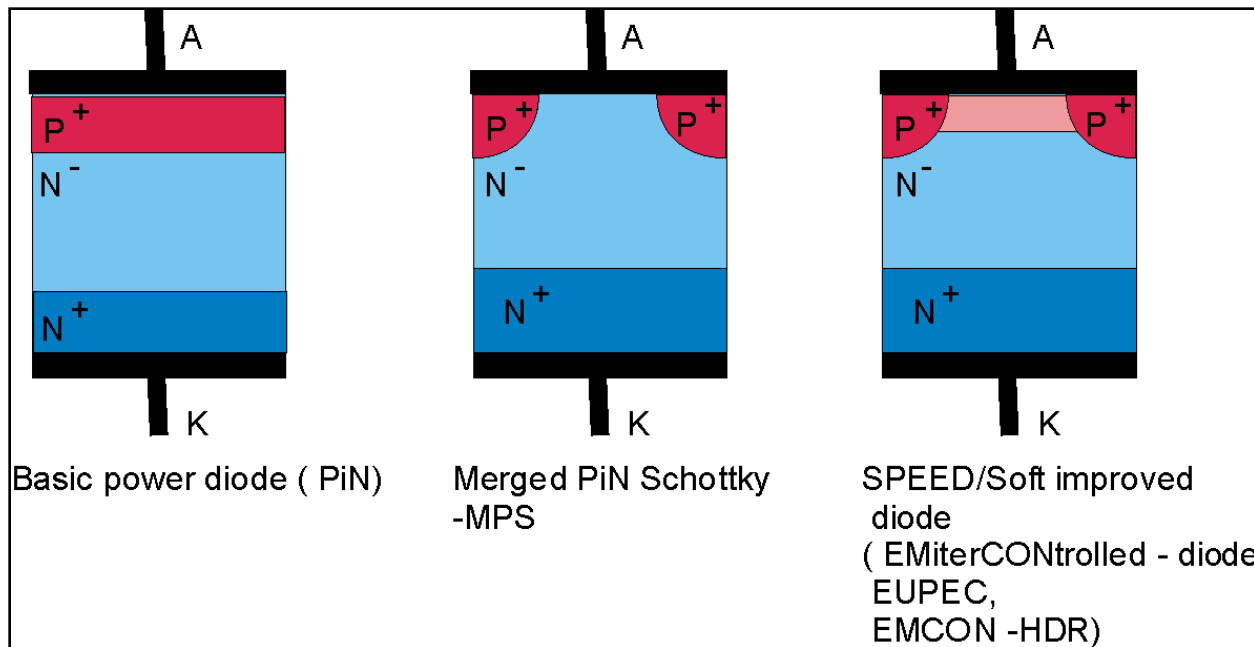 A
P+
N-
N+
K
Basic power diode ( PiN)
A
P+ P+
N-
N+
K
Merged PiN Schottky
-MPS
A
P+ P+
N-
N+
K
SPEED/Soft improved
diode
( EMiterCONtrolled - diode
EUPEC,
EMCON -HDR)